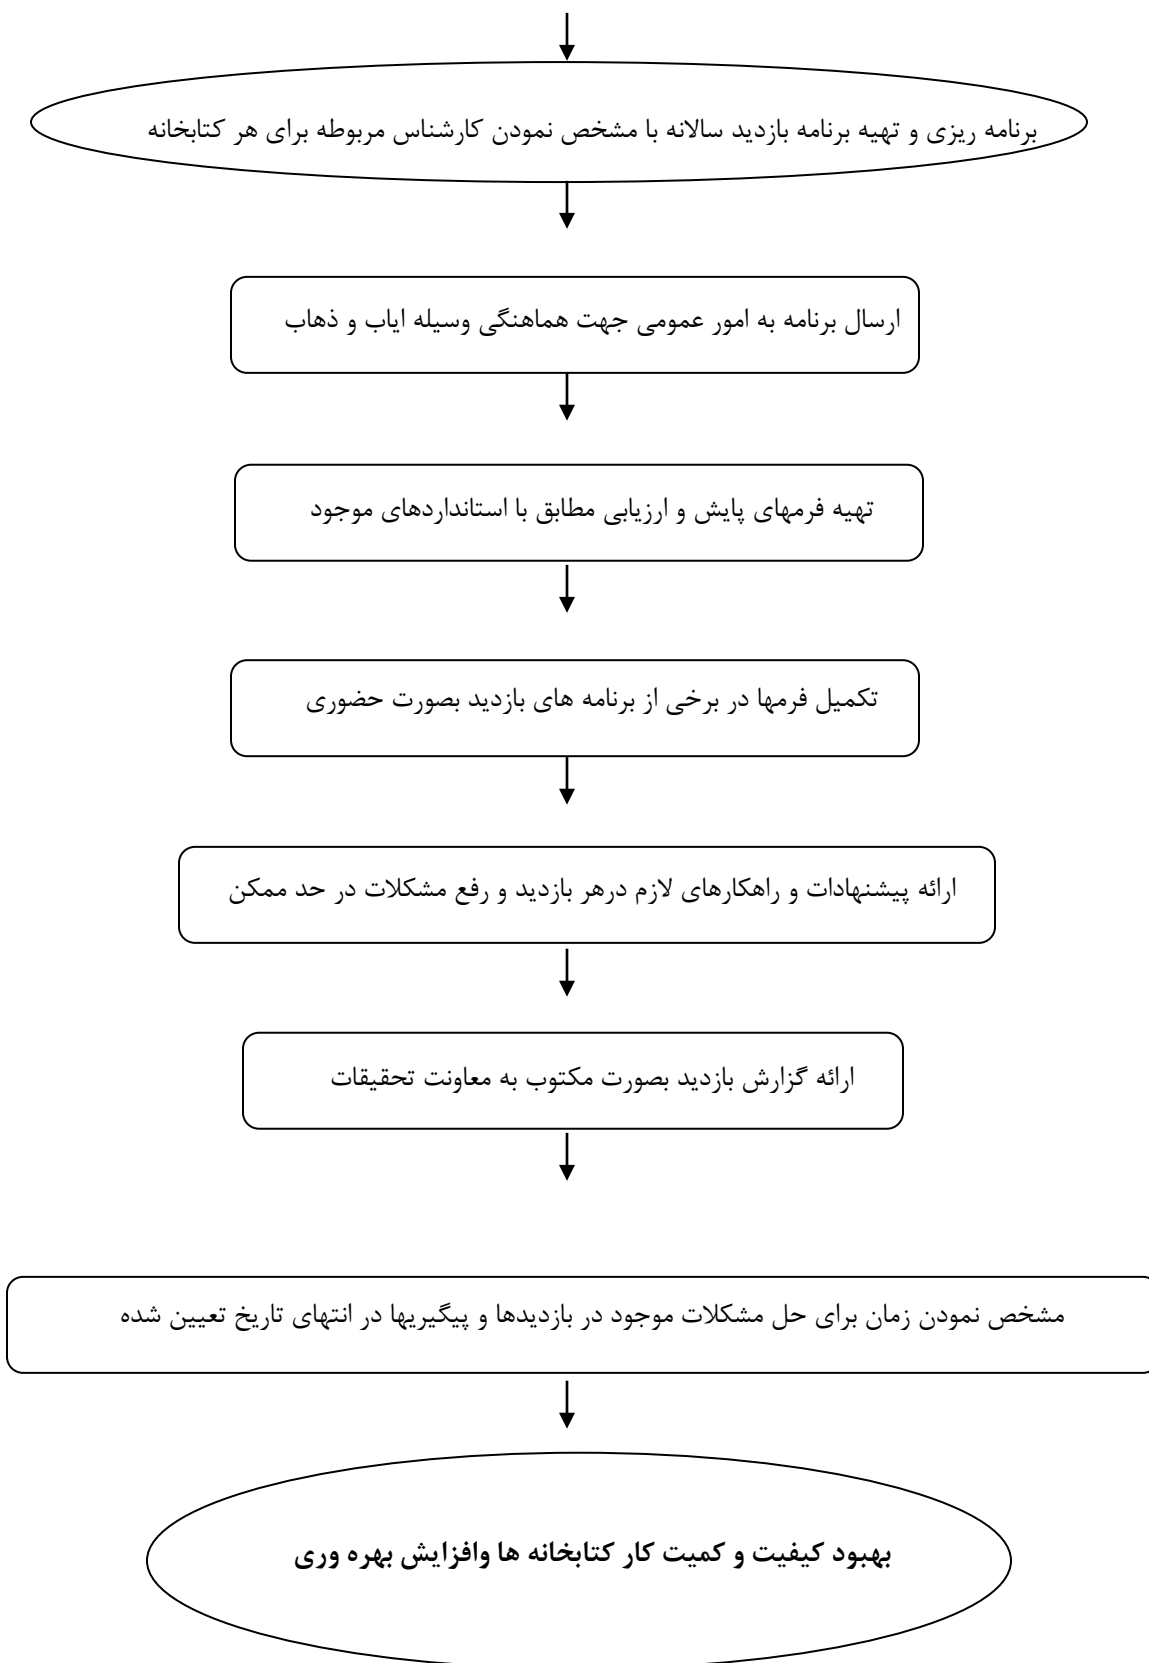 برنامه ریزی و تهیه برنامه بازدید سالانه با مشخص نمودن کارشناس مربوطه برای هر کتابخانه
ارسال برنامه به امور عمومی جهت هماهنگی وسیله ایاب و ذهاب
تهیه فرمهای پایش و ارزیابی مطابق با استانداردهای موجود
تکمیل فرمها در برخی از برنامه های بازدید بصورت حضوری
ارائه پیشنهادات و راهکارهای لازم درهر بازدید و رفع مشکلات در حد ممکن
ارائه گزارش بازدید بصورت مکتوب به معاونت تحقیقات
مشخص نمودن زمان برای حل مشکلات موجود در بازدیدها و پیگیریها در انتهای تاریخ تعیین شده
بهبود کیفیت و کمیت کار کتابخانه ها وافزایش بهره وری